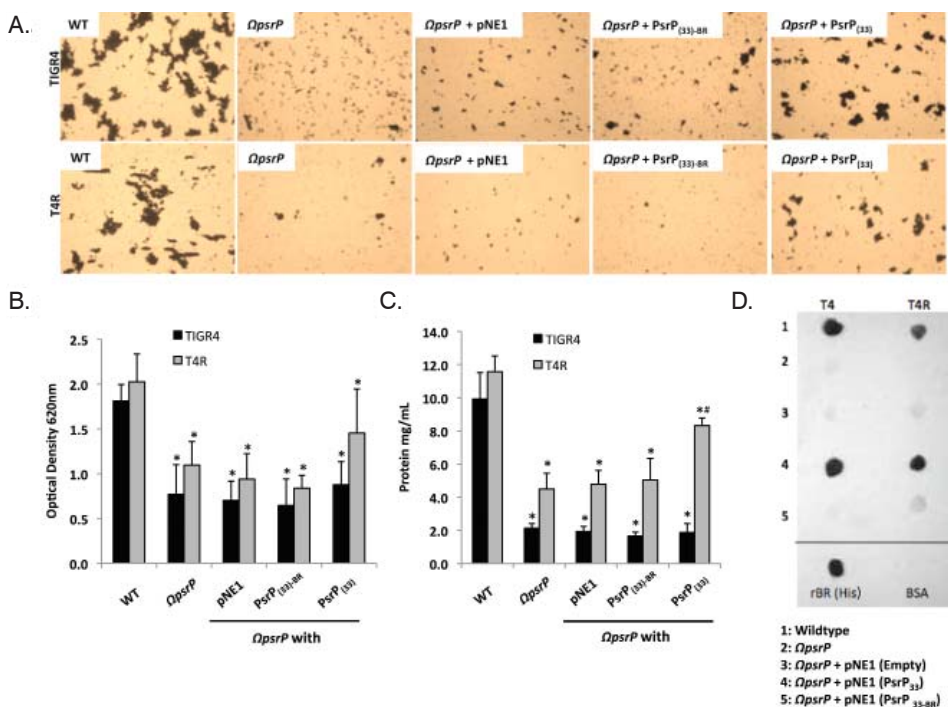 A.
WT
ΩpsrP
ΩpsrP + pNE1
ΩpsrP + PsrP(33)-BR
ΩpsrP + PsrP(33)
TIGR4
WT
ΩpsrP
ΩpsrP + pNE1
ΩpsrP + PsrP(33)-BR
ΩpsrP + PsrP(33)
T4R
B.
TIGR4
T4R
Optical Density 620nm
2.5
2.0
1.5
1.0
0.5
0.0
* * * * * * * *
WT
ΩpsrP
pNE1
PsrP(33)-BR
PsrP(33)
ΩpsrP with
C.
TIGR4
T4R
Protein mg/mL
14.0
12.0
10.0
8.0
6.0
4.0
2.0
0.0
* * * * * * * *#
WT
ΩpsrP
pNE1
PsrP(33)-BR
PsrP(33)
ΩpsrP with
D.
T4 T4R
1
2
3
4
5
rBR (His) BSA
1: Wildtype
2: ΩpsrP
3: ΩpsrP + pNE1 (Empty)
4: ΩpsrP + pNE1 (PsrP33)
5: ΩpsrP + pNE1 (PsrP 33-BR)